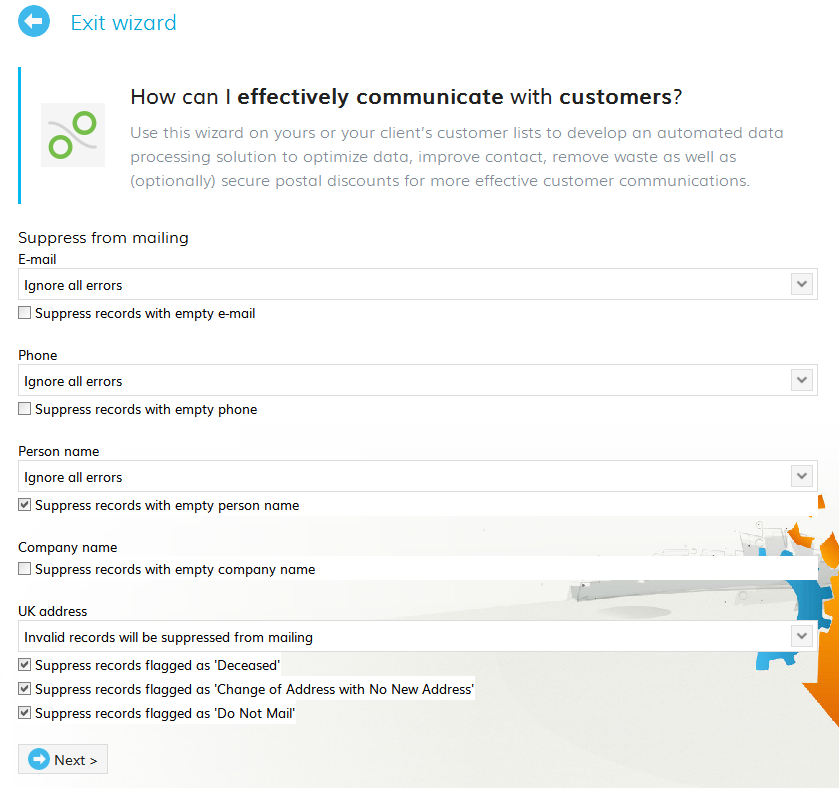 Exit wizard
How can I effectively communicate with customers?
Use this wizard on yours or your client's customer lists to develop an automated data
processing solution to optimize data, improve contact, remove waste as well as
(optionally) secure postal discounts for more effective customer communications.
Suppress from mailing
E-mail
Ignore all errors
Suppress records with empty e-mail
Phone
Ignore all errors
Suppress records with empty phone
Person name
Ignore all errors
Suppress records with empty person name
Company name
Suppress records with empty company name
UK address
Invalid records will be suppressed from mailing
Suppress records flagged as 'Deceased'
Suppress records flagged as 'Change of Address with No New Address'
Suppress records flagged as 'Do Not Mail'
Next >